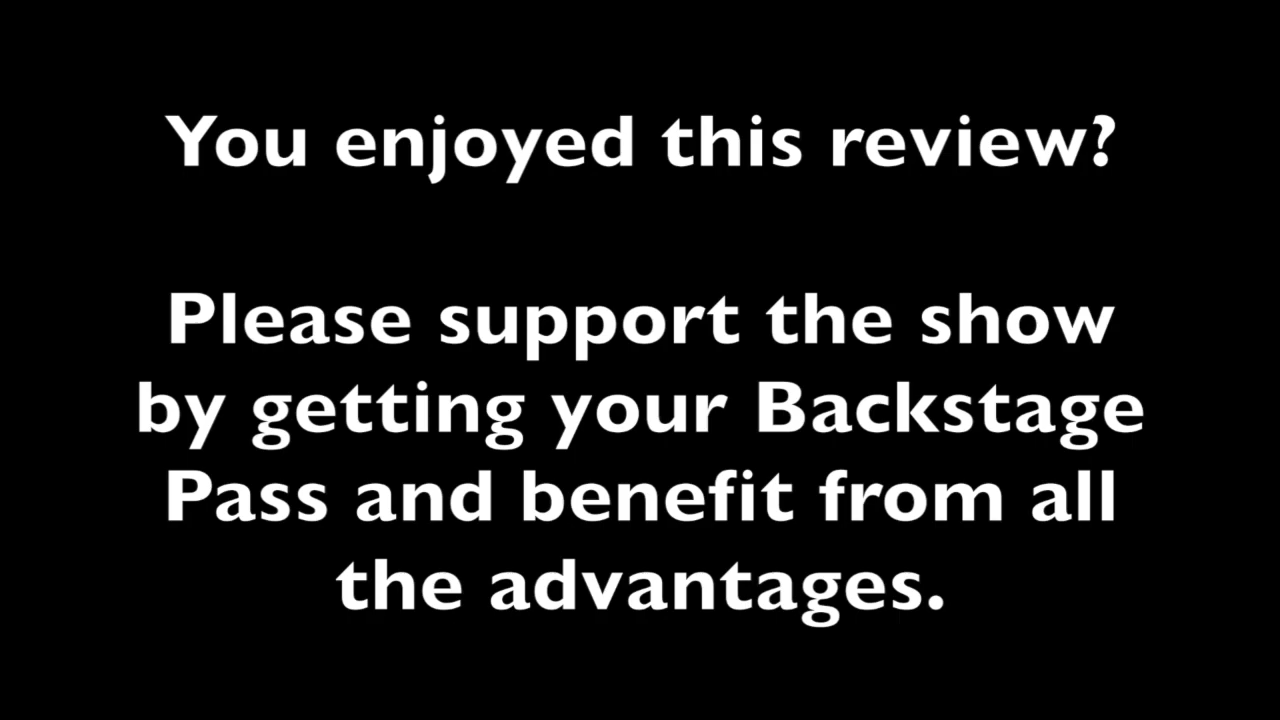 You enjoyed this review?
Please support the show
by getting your Backstage
Pass and benefit from all
the advantages.